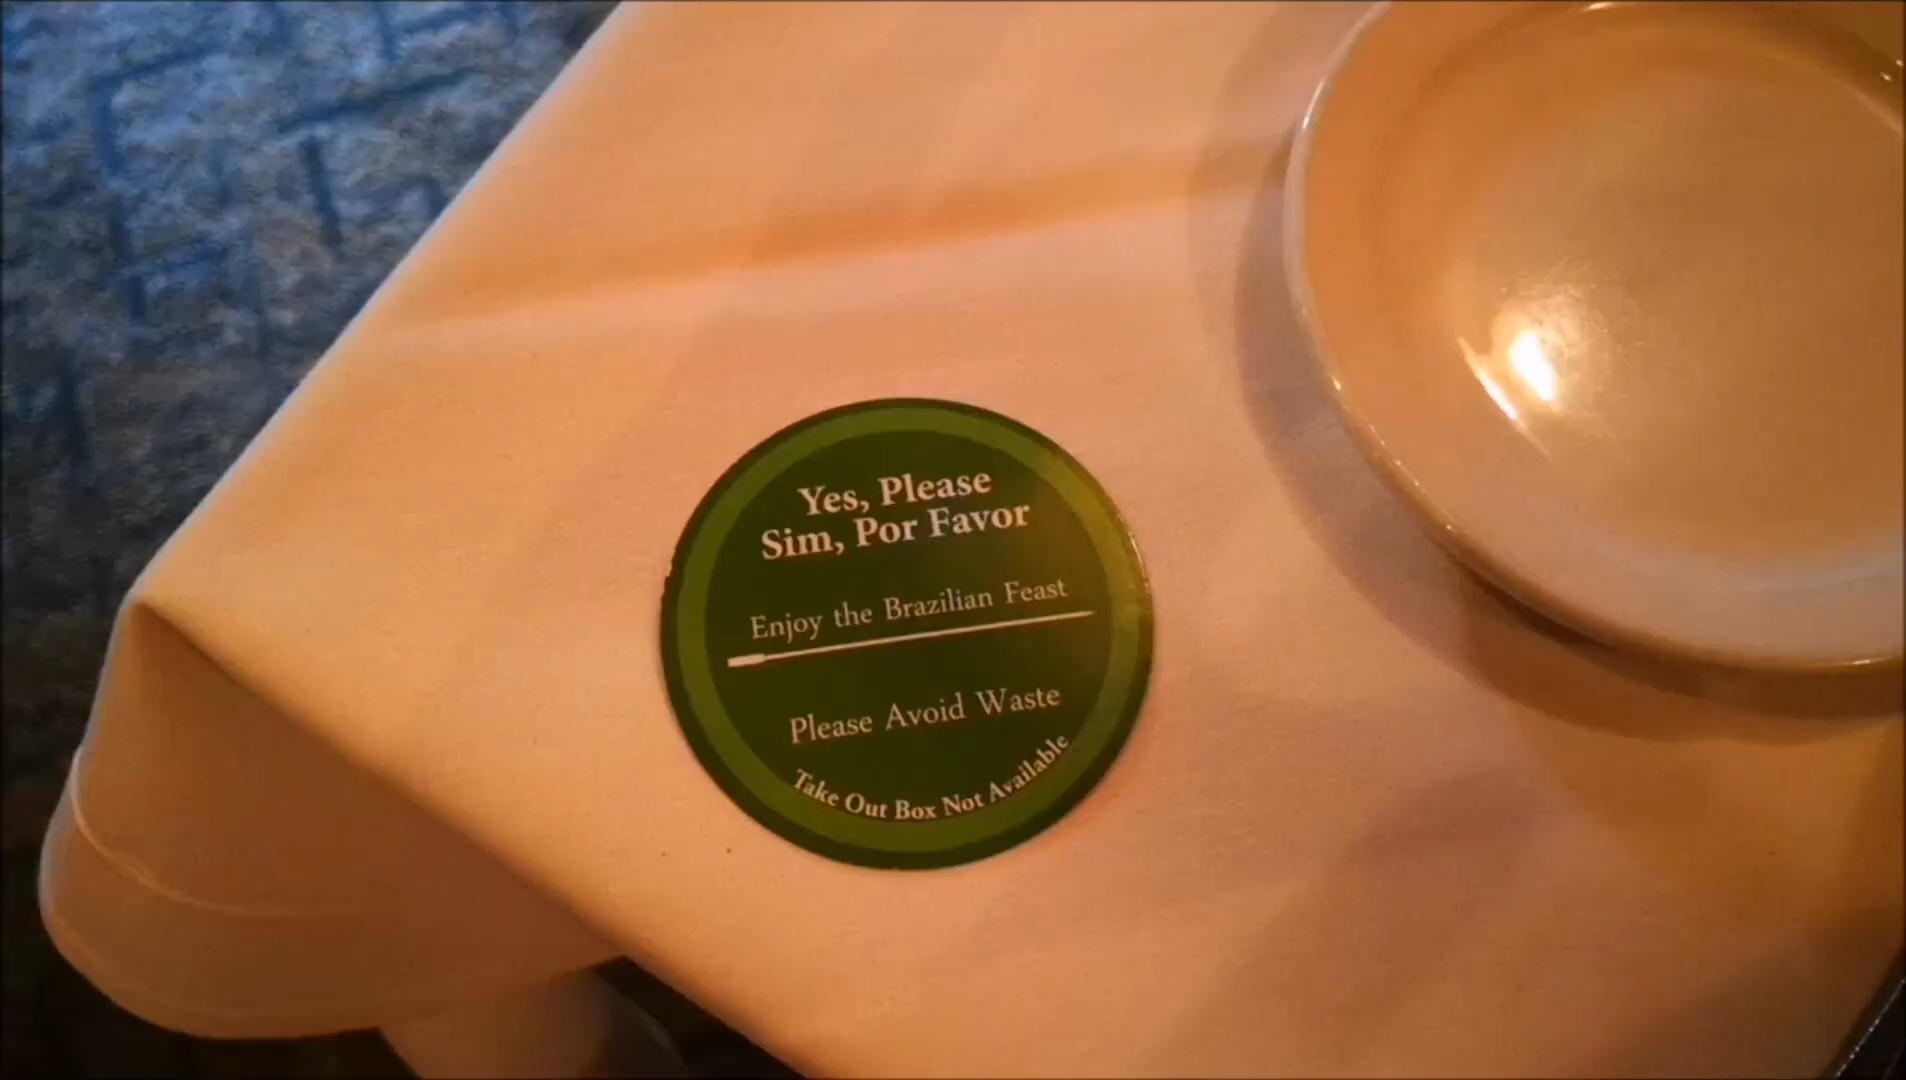 Yes, Please
Sim, Por Favor
Enjoy the Brazilian Feast
Please Avoid Waste
Take Out Box Not Available